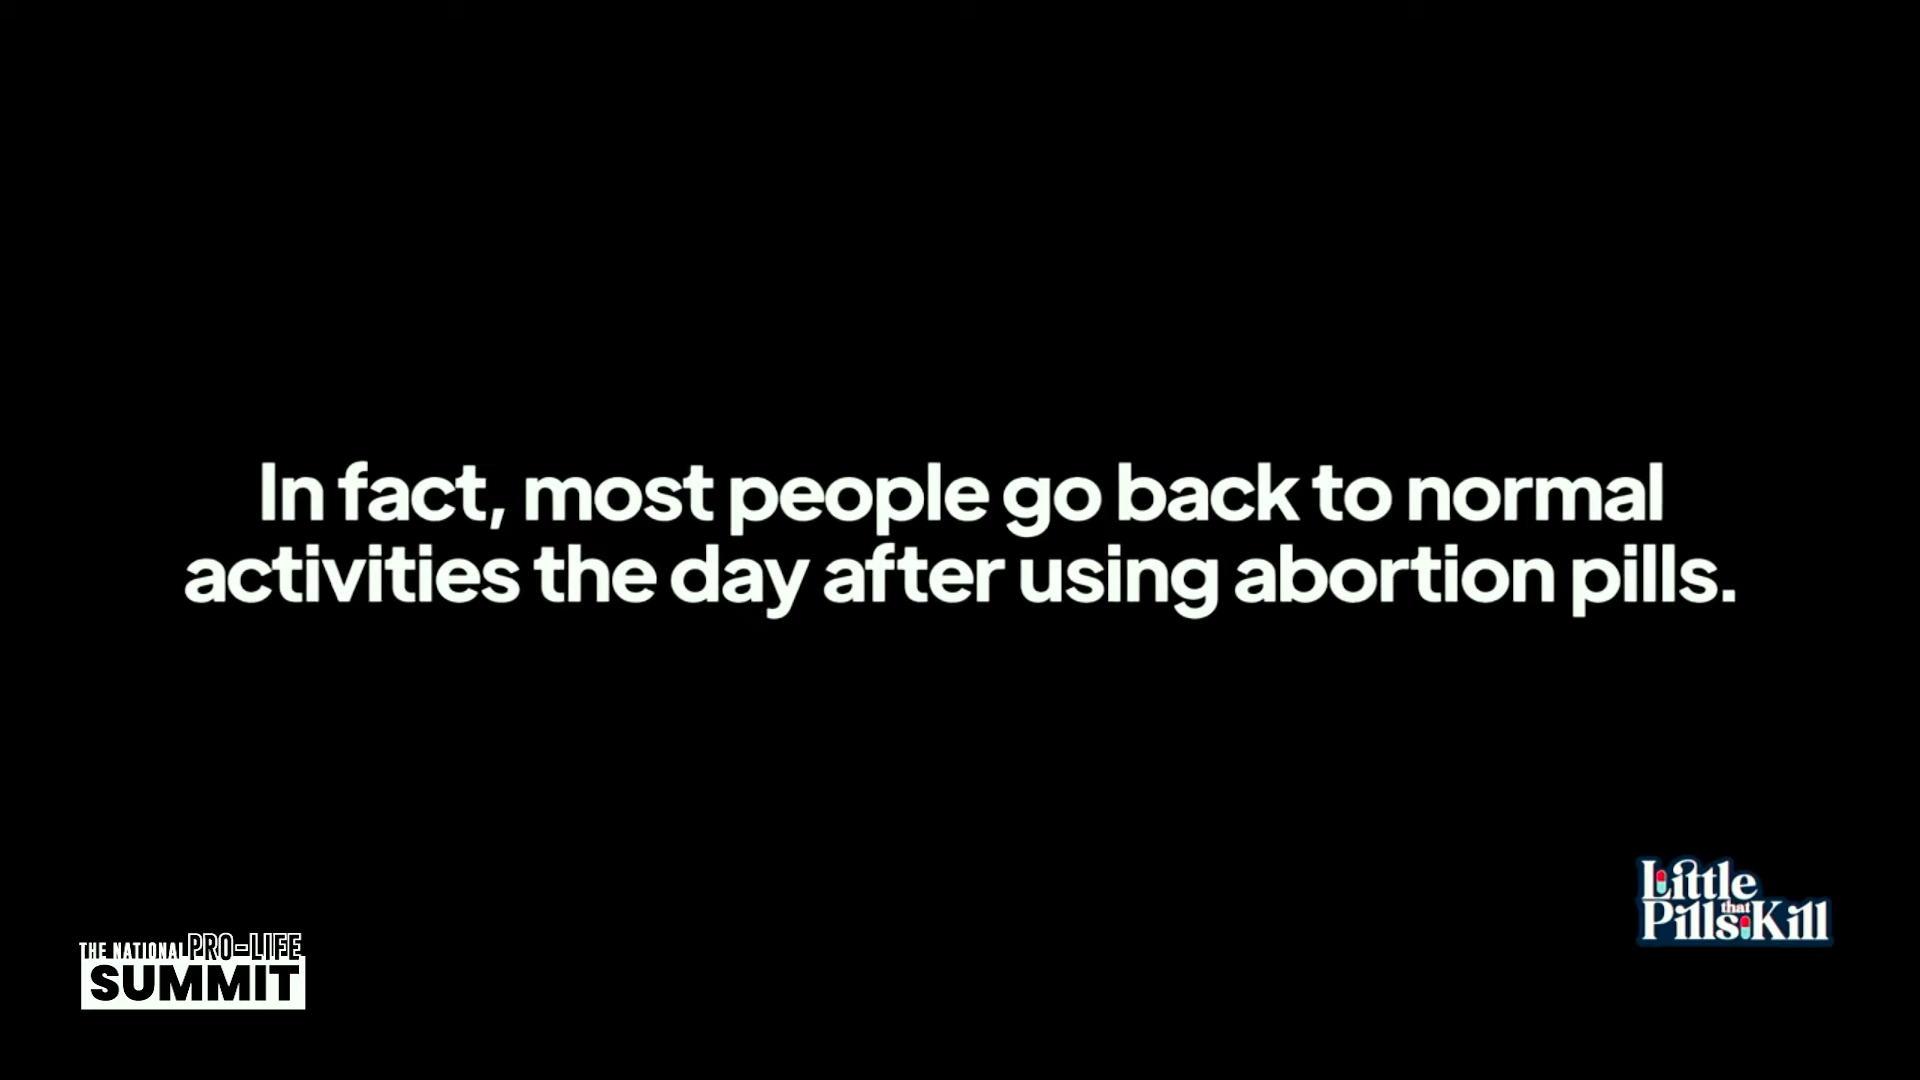 In fact, most people go back to normal
activities the day after using abortion pills.
Little
that
Pills Kill
THE NATIONAL PRO-LIFE
SUMMIT